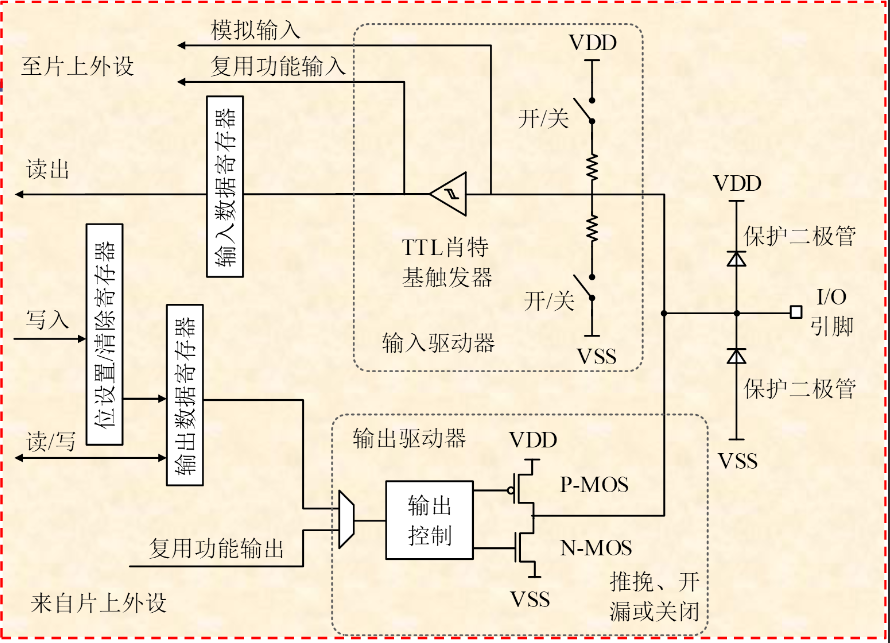 模拟输入
至片上外设
复用功能输入
VDD
开/关
输入数据寄存器
读出
VDD
保护二极管
TTL肖特
基触发器
开/关
I/O
引脚
位设置/清除寄存器
写入
输出数据寄存器
输入驱动器
VSS
保护二极管
读/写
输出驱动器
VDD
VSS
P-MOS
输出
控制
复用功能输出
N-MOS
推挽、开
漏或关闭
VSS
来自片上外设